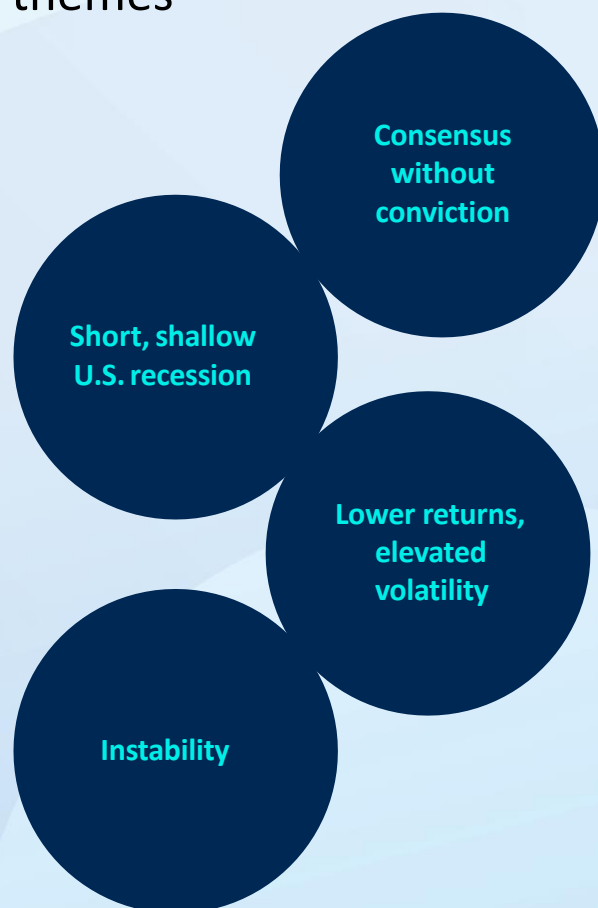 themes
Consensus
without
conviction
Short, shallow
U.S. recession
Lower returns,
elevated
volatility
Instability